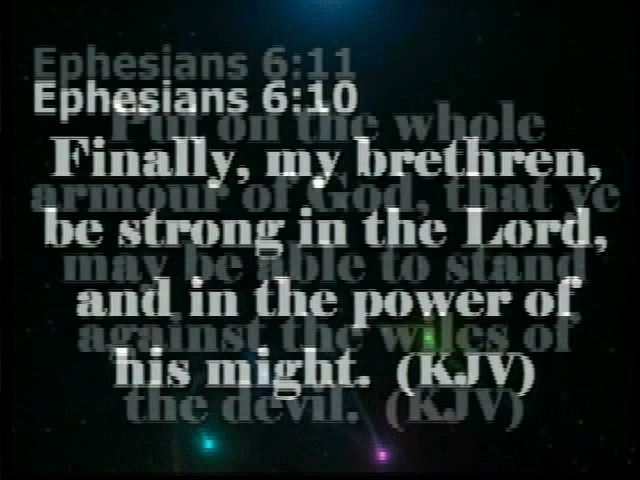 Ephesians 6:11
Ephesians 6:10
Put on the whole
Finally, my brethren,
armour of God, that ye
be strong in the Lord,
may be able to stand
and in the power of
against the wiles of
his might. (KJV)
the devil. (KJV)